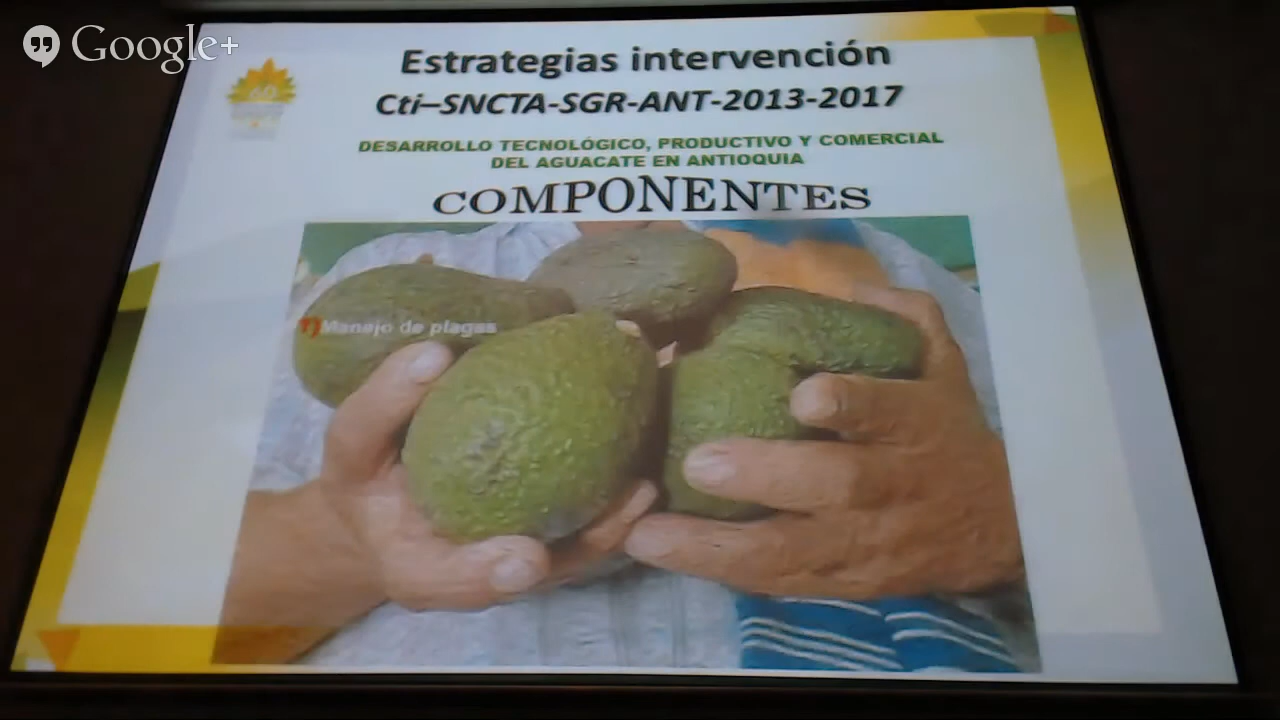 Google+
Estrategias intervención
Cti–SNCTA-SGR-ANT-2013-2017
60
DESARROLLO TECNOLÓGICO, PRODUCTIVO Y COMERCIAL
DEL AGUACATE EN ANTIOQUIA
COMPONENTES
Manejo de plagas